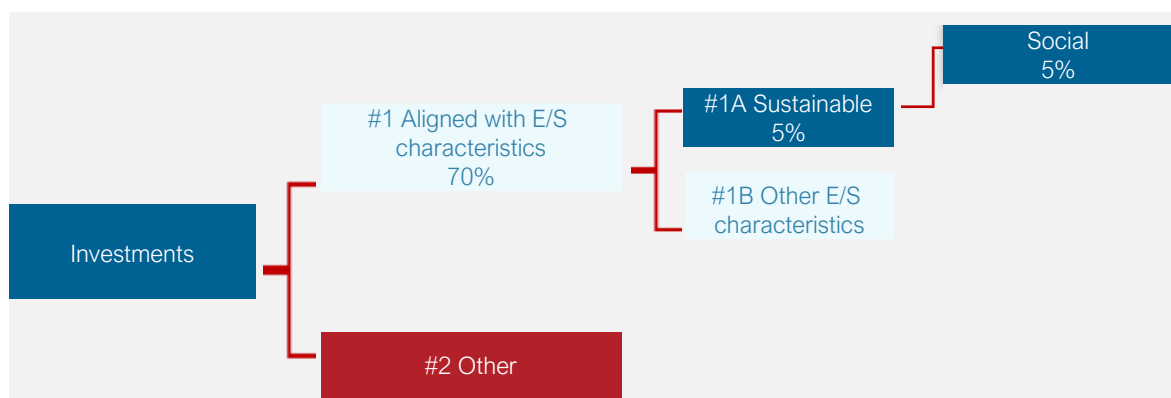 Social
5%
#1A Sustainable
5%
#1 Aligned with E/S
characteristics
70%
#1B Other E/S
characteristics
Investments
#2 Other